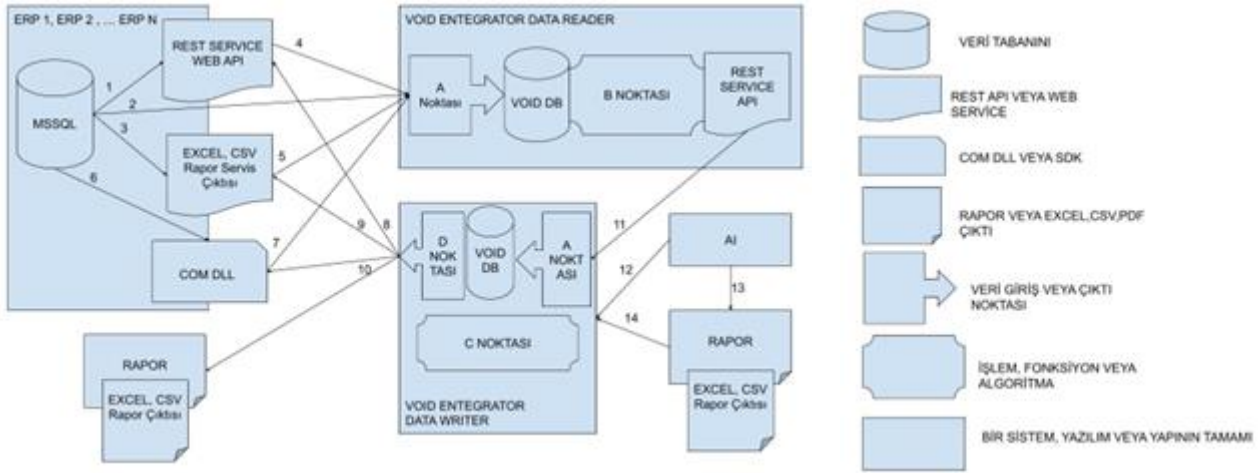 ERP 1, ERP 2 , ... ERP N
MSSQL
REST SERVICE
WEB API
EXCEL, CSV
Rapor Servis
Çıktısı
COM DLL
1
2
3
4
5
6
7
8
9
10
11
12
13
14
VOID ENTEGRATOR DATA READER
A
Noktası
VOID DB
B NOKTASI
REST
SERVICE
API
D
NOK
TASI
VOID
DB
A
NOKT
ASI
C NOKTASI
VOID ENTEGRATOR
DATA WRITER
AI
RAPOR
EXCEL, CSV
Rapor Çıktısı
RAPOR
EXCEL, CSV
Rapor Çıktısı
VERİ TABANINI
REST API VEYA WEB
SERVİCE
COM DLL VEYA SDK
RAPOR VEYA EXCEL,CSV,PDF
ÇIKTI
VERİ GİRİŞ VEYA ÇIKTI
NOKTASI
İŞLEM, FONKSİYON VEYA
ALGORİTMA
BİR SİSTEM, YAZILIM VEYA YAPININ TAMAMI